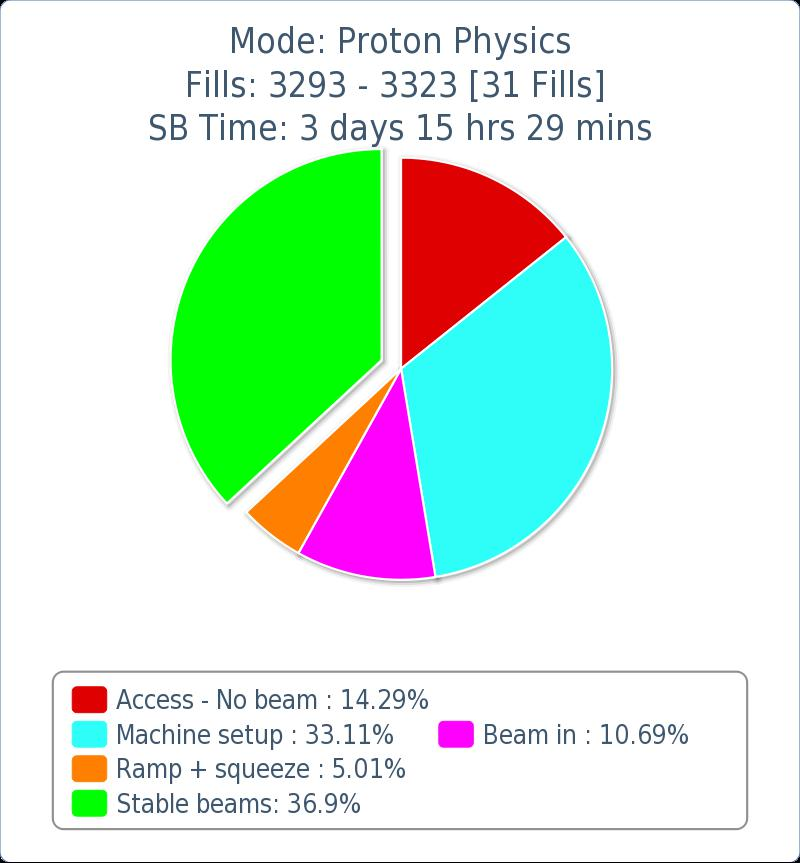 Mode: Proton Physics
Fills: 3293 - 3323 [31 Fills]
SB Time: 3 days 15 hrs 29 mins
Access - No beam : 14.29%
Machine setup : 33.11% Beam in : 10.69%
Ramp + squeeze : 5.01%
Stable beams: 36.9%